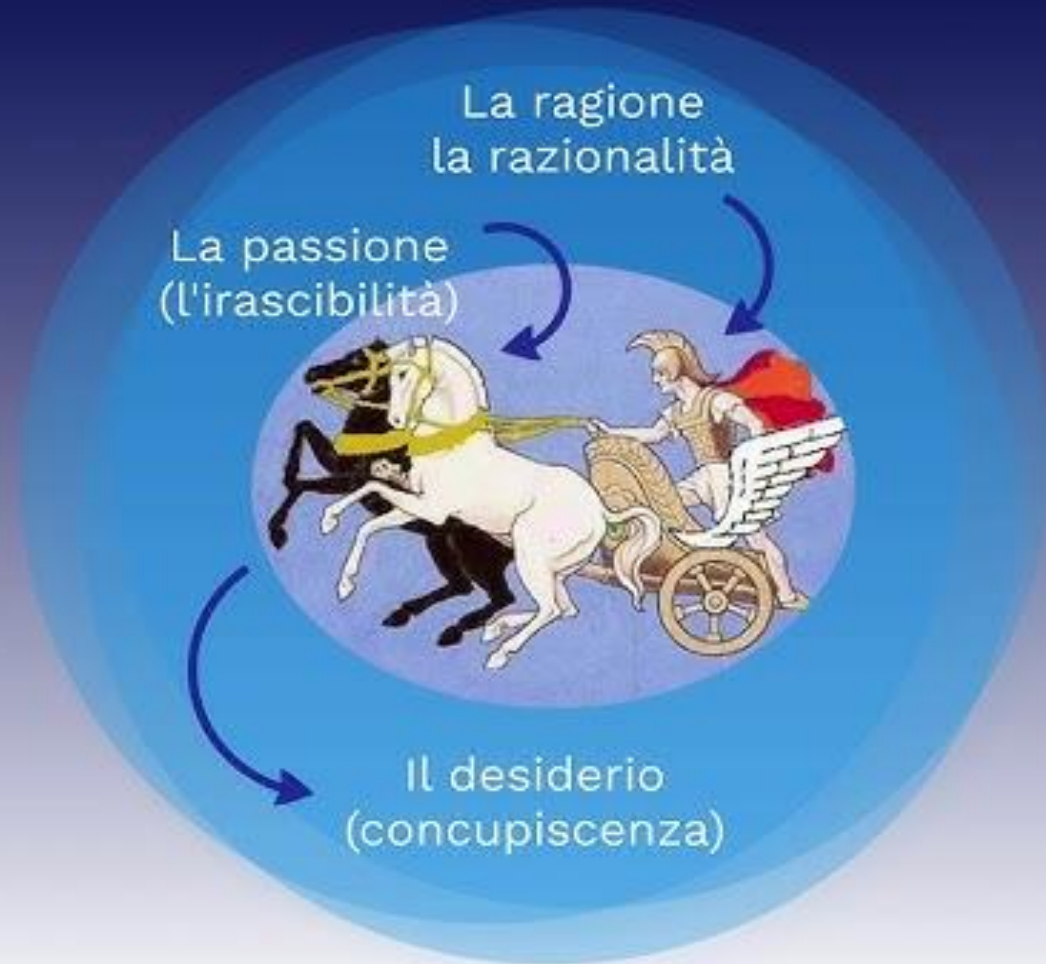 La ragione
la razionalità
La passione
(l'irascibilità)
Il desiderio
(concupiscenza)